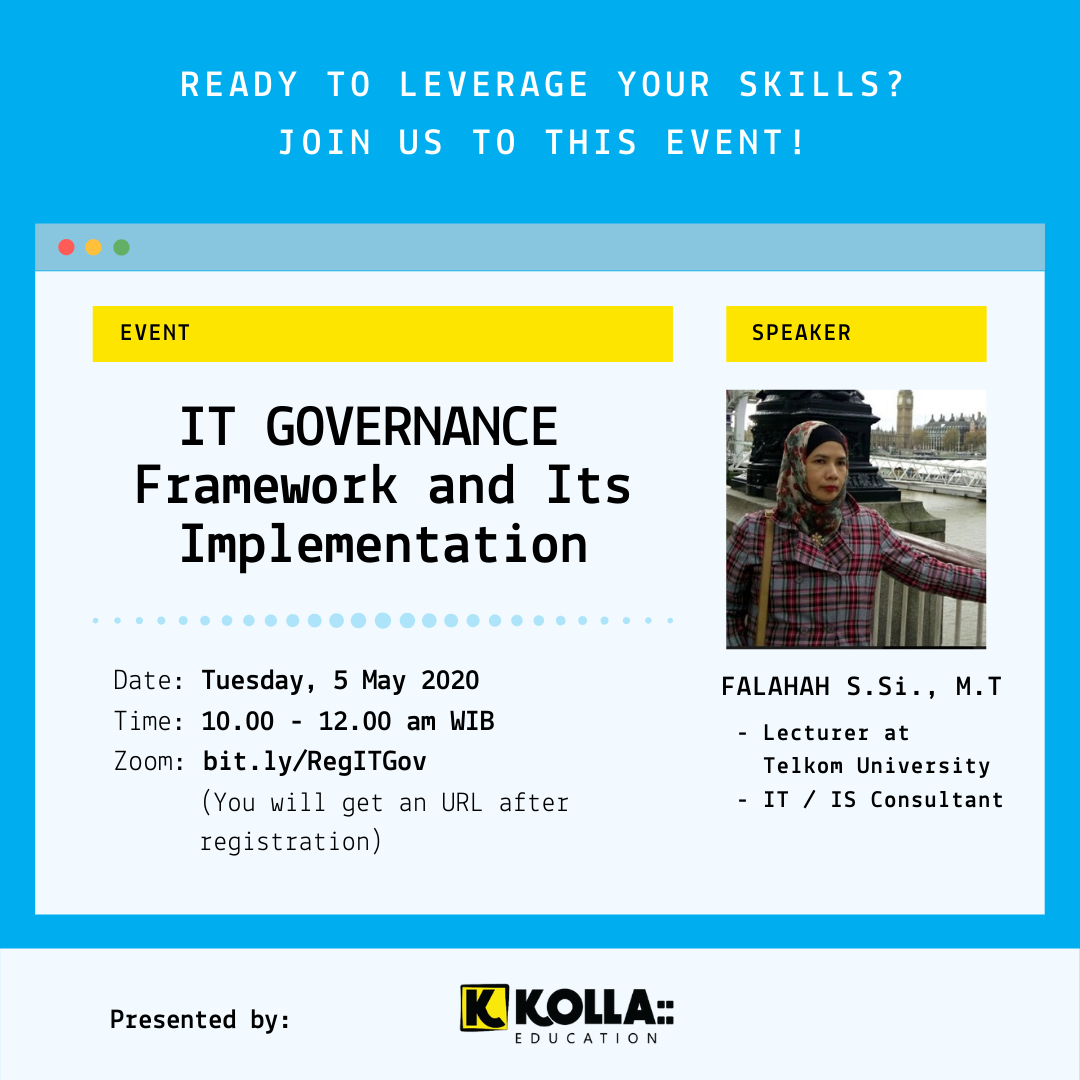 READY TO LEVERAGE YOUR SKILLS?
JOIN US TO THIS EVENT!
EVENT
IT GOVERNANCE
Framework and Its
Implementation
Date: Tuesday, 5 May 2020
Time: 10.00 - 12.00 am WIB
Zoom: bit.ly/RegITGov
(You will get an URL after
registration)
SPEAKER
FALAHAH S.Si., M.T
- Lecturer at
Telkom University
- IT / IS Consultant
Presented by:
K KOLLA::
EDUCATION